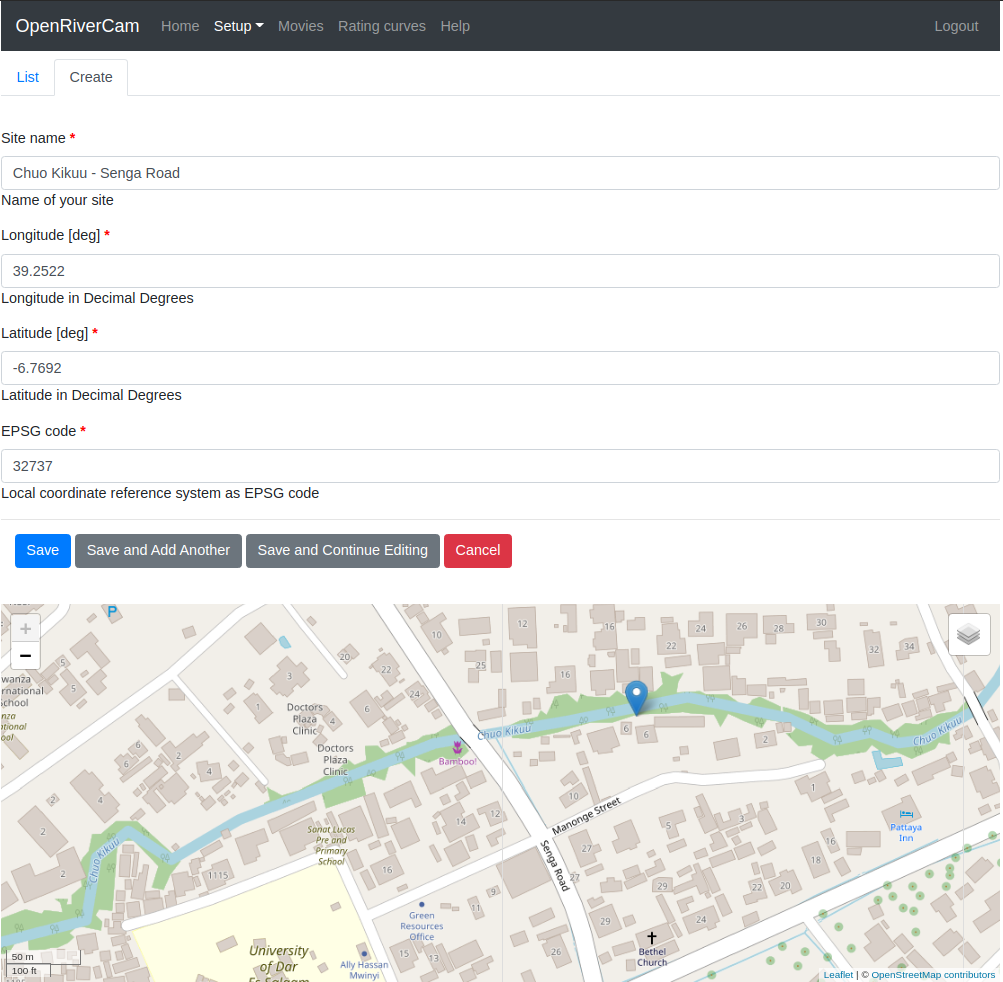 OpenRiverCam Home Setup Movies Rating curves Help Logout
List Create
Site name *
Chuo Kikuu - Senga Road
Name of your site
Longitude [deg] *
39.2522
Longitude in Decimal Degrees
Latitude [deg] *
-6.7692
Latitude in Decimal Degrees
EPSG code *
32737
Local coordinate reference system as EPSG code
Save Save and Add Another Save and Continue Editing Cancel
P
+
−
10
12
16
22
24
26
28
30
32
34
5
5
wanza
rnational
School
nza
ational
ool
20
22
24
25
16
3
1
4
6
Doctors
Plaza
Clinic
Doctors
Plaza
Clinic
Chuo Kikuu
Bamboo!
6
6
2
Chuo Kikuu
6
6
2
4
2
4
2
2
Chuo Kikuu
1115
Sonat Lucas
Pre and
Primary
School
14
12
16
10
Manonge Street
Senga Road
27
27
5
3
1
16
18
Pattaya
Inn
9
11
29
22
20
29
24
26
Green
Resources
Office
15
13
Ally Hassan
Mwinyi
University
of Dar
Es Salaam
Bethel
Church
50 m
100 ft
Leaflet | © OpenStreetMap contributors